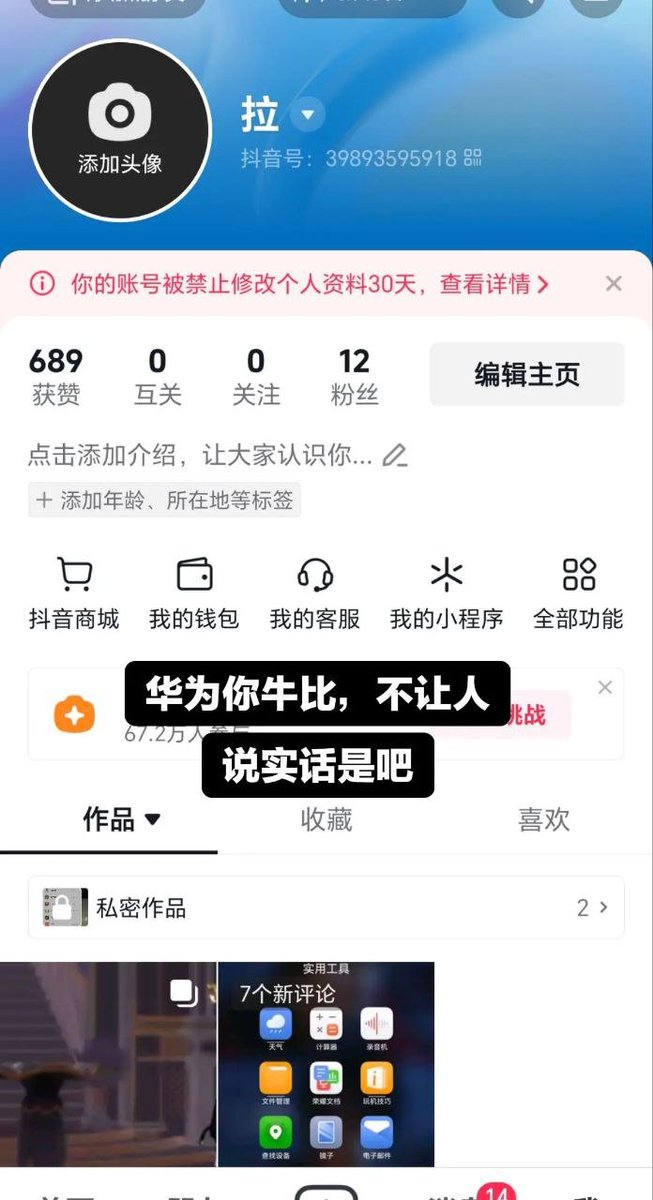 添加头像
拉
抖音号：39893595918
你的账号被禁止修改个人资料30天，查看详情
689
获赞
0
互关
0
关注
12
粉丝
编辑主页
点击添加介绍，让大家认识你...
+ 添加年龄、所在地等标签
抖音商城
我的钱包
我的客服
我的小程序
全部功能
华为你牛比，不让人
67.2万人参与
挑战
说实话是吧
作品
收藏
喜欢
私密作品
2
实用工具
7个新评论
天气
计算器
录音机
文件管理
荣耀文档
玩机技巧
查找设备
镜子
电子邮件
14